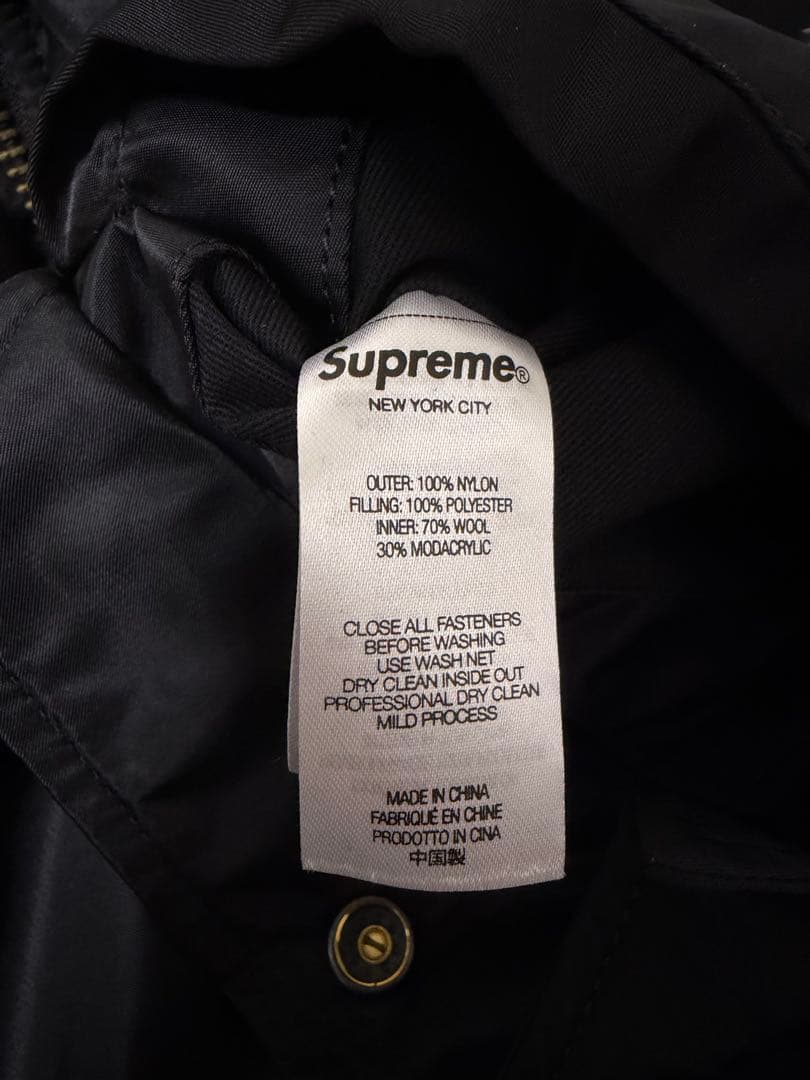 Supreme®
NEW YORK CITY
OUTER: 100% NYLON
FILLING: 100% POLYESTER
INNER: 70% WOOL
30% MODACRYLIC
CLOSE ALL FASTENERS
BEFORE WASHING
USE WASH NET
DRY CLEAN INSIDE OUT
PROFESSIONAL DRY CLEAN
MILD PROCESS
MADE IN CHINA
FABRIQUÉ EN CHINE
PRODOTTO IN CINA
中国製